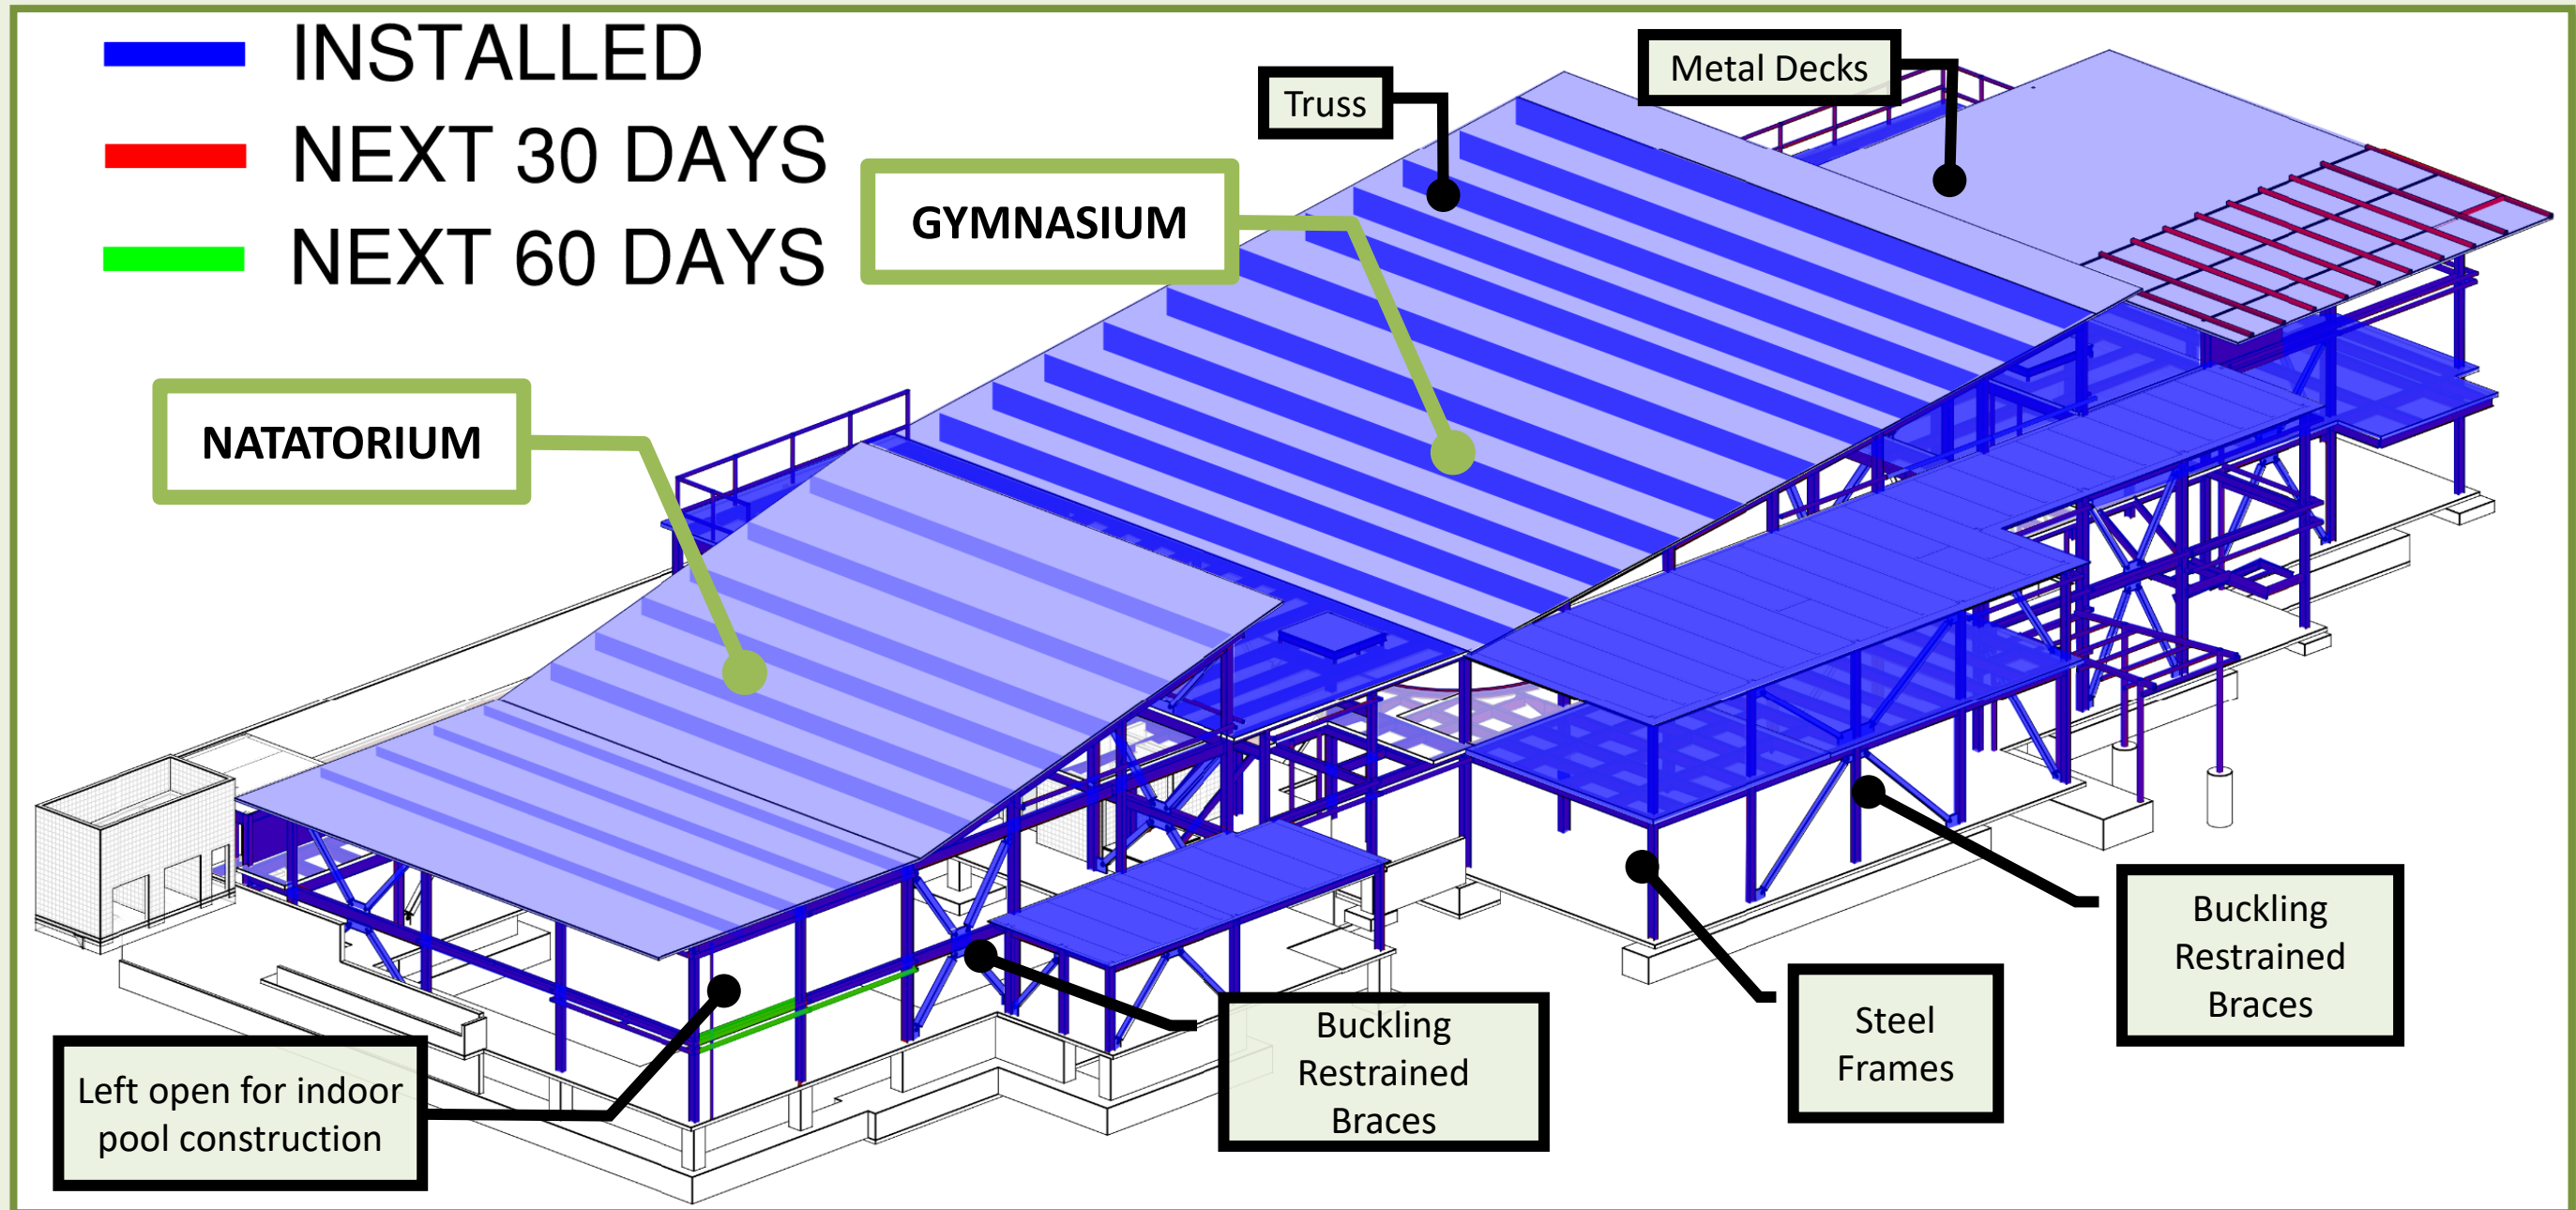 INSTALLED
NEXT 30 DAYS
NEXT 60 DAYS
Truss
Metal Decks
GYMNASIUM
NATATORIUM
Left open for indoor
pool construction
Buckling
Restrained
Braces
Steel
Frames
Buckling
Restrained
Braces